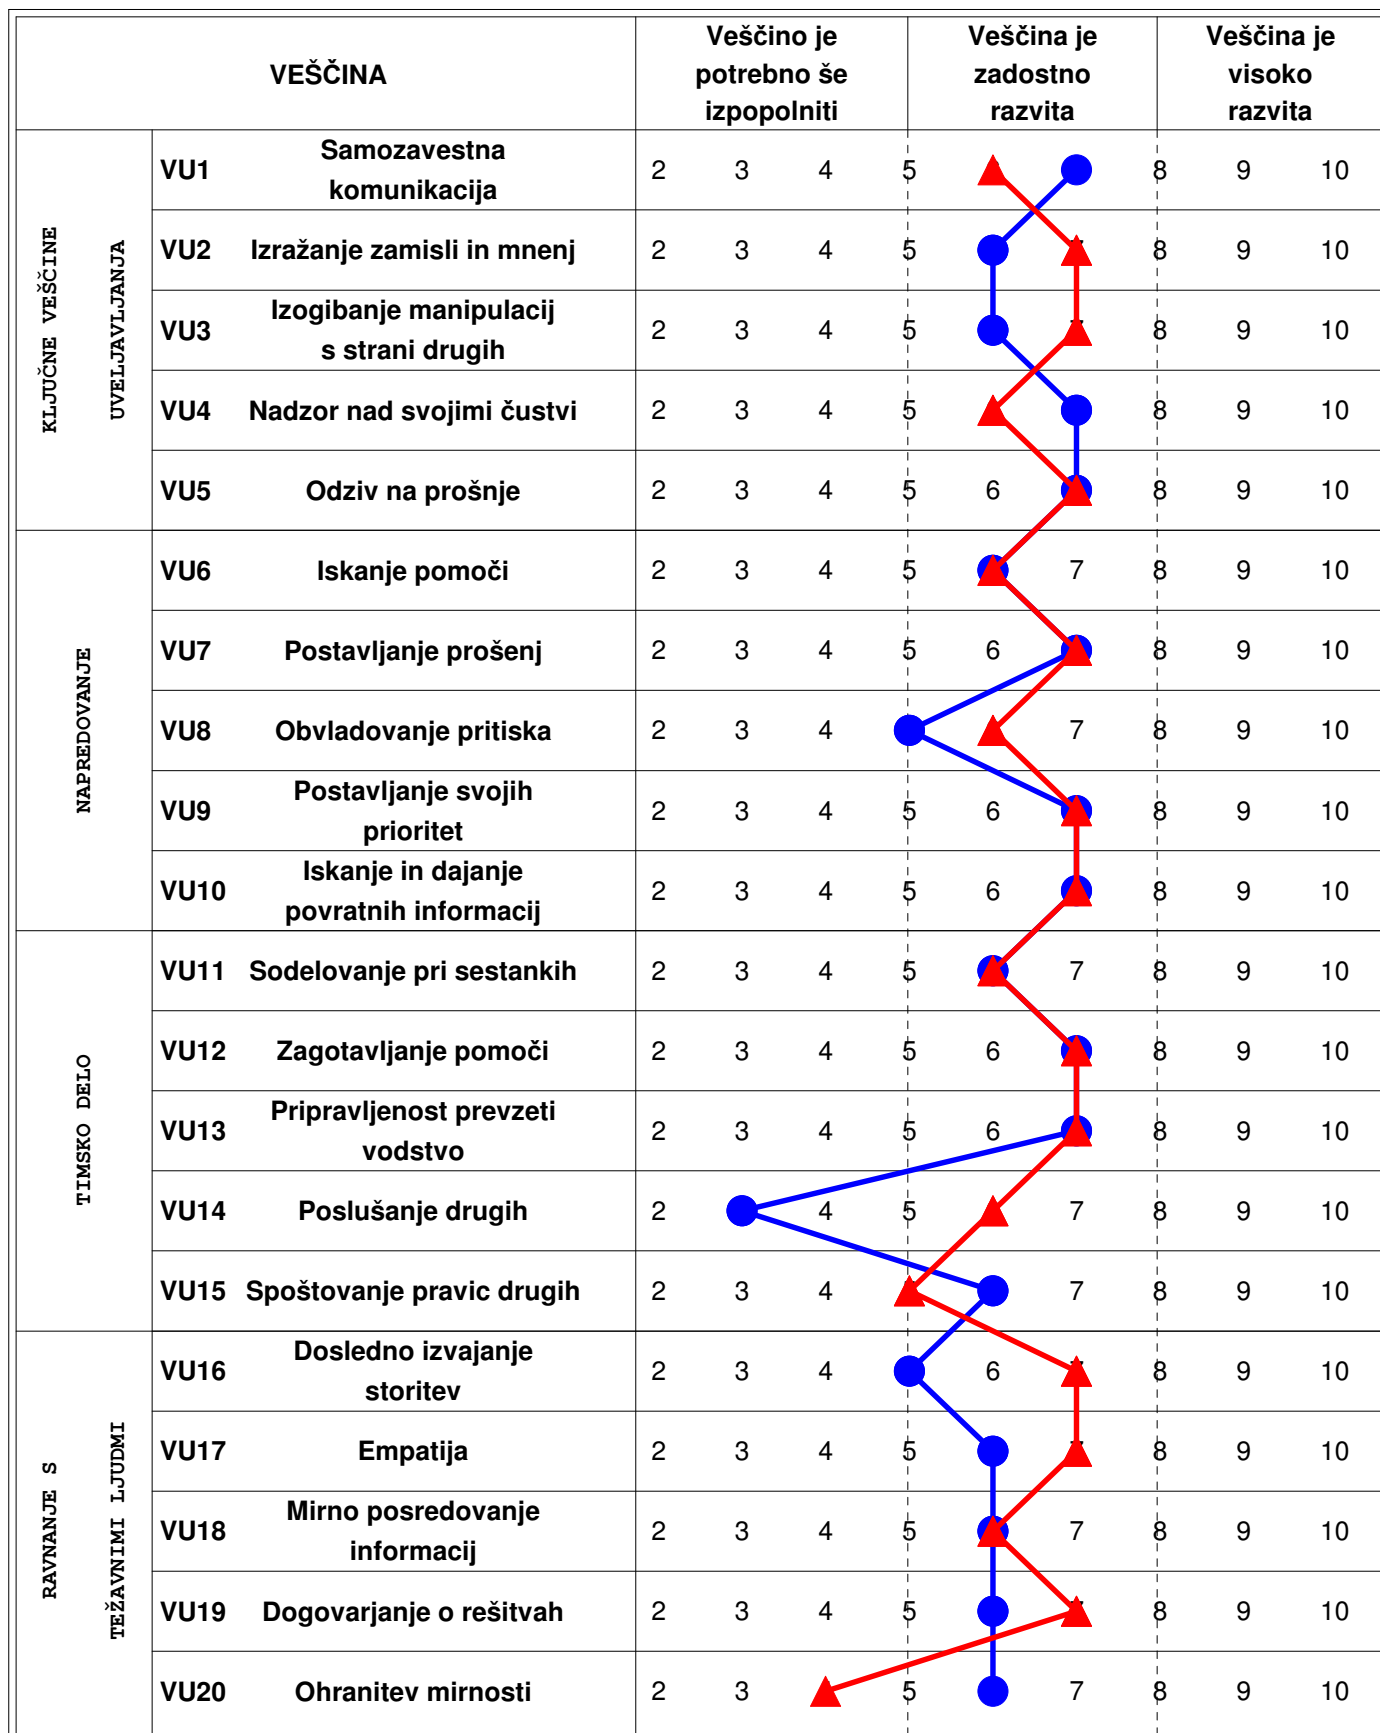 VEŠČINA
Veščino je
potrebno še
izpopolniti
Veščina je
zadostno
razvita
Veščina je
visoko
razvita
KLJUČNE VEŠČINE
UVELJAVLJANJA
VU1 Samozavestna
komunikacija
2 3 4 5 8 9 10
VU2 Izražanje zamisli in mnenj
2 3 4 5 8 9 10
VU3 Izogibanje manipulacij
s strani drugih
2 3 4 5 8 9 10
VU4 Nadzor nad svojimi čustvi
2 3 4 5 8 9 10
VU5 Odziv na prošnje
2 3 4 5 6 8 9 10
NAPREDOVANJE
VU6 Iskanje pomoči
2 3 4 5 7 8 9 10
VU7 Postavljanje prošenj
2 3 4 5 6 8 9 10
VU8 Obvladovanje pritiska
2 3 4 7 8 9 10
VU9 Postavljanje svojih
prioritet
2 3 4 5 6 8 9 10
VU10 Iskanje in dajanje
povratnih informacij
2 3 4 5 6 8 9 10
TIMSKO DELO
VU11 Sodelovanje pri sestankih
2 3 4 5 7 8 9 10
VU12 Zagotavljanje pomoči
2 3 4 5 6 8 9 10
VU13 Pripravljenost prevzeti
vodstvo
2 3 4 5 6 8 9 10
VU14 Poslušanje drugih
2 4 5 7 8 9 10
VU15 Spoštovanje pravic drugih
2 3 4 7 8 9 10
RAVNANJE S
TEŽAVNIMI LJUDMI
VU16 Dosledno izvajanje
storitev
2 3 4 6 8 9 10
VU17 Empatija
2 3 4 5 8 9 10
VU18 Mirno posredovanje
informacij
2 3 4 5 7 8 9 10
VU19 Dogovarjanje o rešitvah
2 3 4 5 8 9 10
VU20 Ohranitev mirnosti
2 3 5 7 8 9 10